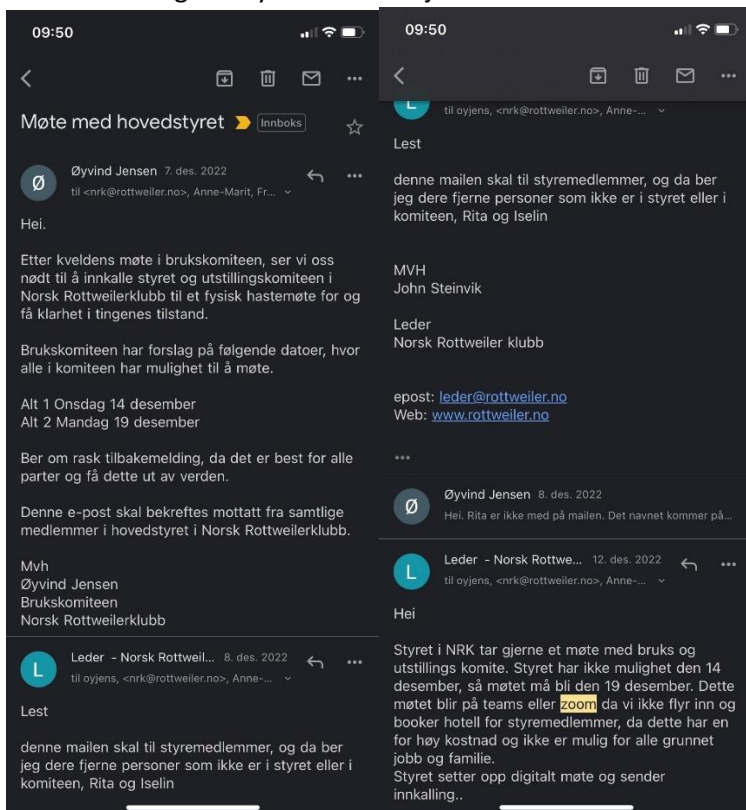 09:50
Møte med hovedstyret
Innboks
Ø
Øyvind Jensen 7. des. 2022
til <nrk@rottweiler.no>, Anne-Marit, Fr...
Hei.
Etter kveldens møte i brukskomiteen, ser vi oss
nødt til å innkalle styret og utstillingskomiteen i
Norsk Rottweilerklubb til et fysisk hastemøte for og
få klarhet i tingenes tilstand.
Brukskomiteen har forslag på følgende datoer, hvor
alle i komiteen har mulighet til å møte.
Alt 1 Onsdag 14 desember
Alt 2 Mandag 19 desember
Ber om rask tilbakemelding, da det er best for alle
parter og få dette ut av verden.
Denne e-post skal bekreftes mottatt fra samtlige
medlemmer i hovedstyret i Norsk Rottweilerklubb.
Mvh
Øyvind Jensen
Brukskomiteen
Norsk Rottweilerklubb
L
Leder - Norsk Rottweil... 8. des. 2022
til oyjens, <nrk@rottweiler.no>, Anne-...
Lest
denne mailen skal til styremedlemmer, og da ber
jeg dere fjerne personer som ikke er i styret eller i
komiteen, Rita og Iselin
09:50
L
til oyjens, <nrk@rottweiler.no>, Anne-...
Lest
denne mailen skal til styremedlemmer, og da ber
jeg dere fjerne personer som ikke er i styret eller i
komiteen, Rita og Iselin
MVH
John Steinvik
Leder
Norsk Rottweiler klubb
epost: leder@rottweiler.no
Web: www.rottweiler.no
Ø
Øyvind Jensen 8. des. 2022
Hei. Rita er ikke med på mailen. Det navnet kommer på...
L
Leder - Norsk Rottwe... 12. des. 2022
til oyjens, <nrk@rottweiler.no>, Anne-...
Hei
Styret i NRK tar gjerne et møte med bruks og
utstillings komite. Styret har ikke mulighet den 14
desember, så møtet må bli den 19 desember. Dette
møtet blir på teams eller zoom da vi ikke flyr inn og
booker hotell for styremedlemmer, da dette har en
for høy kostnad og ikke er mulig for alle grunnet
jobb og familie.
Styret setter opp digitalt møte og sender
innkalling..